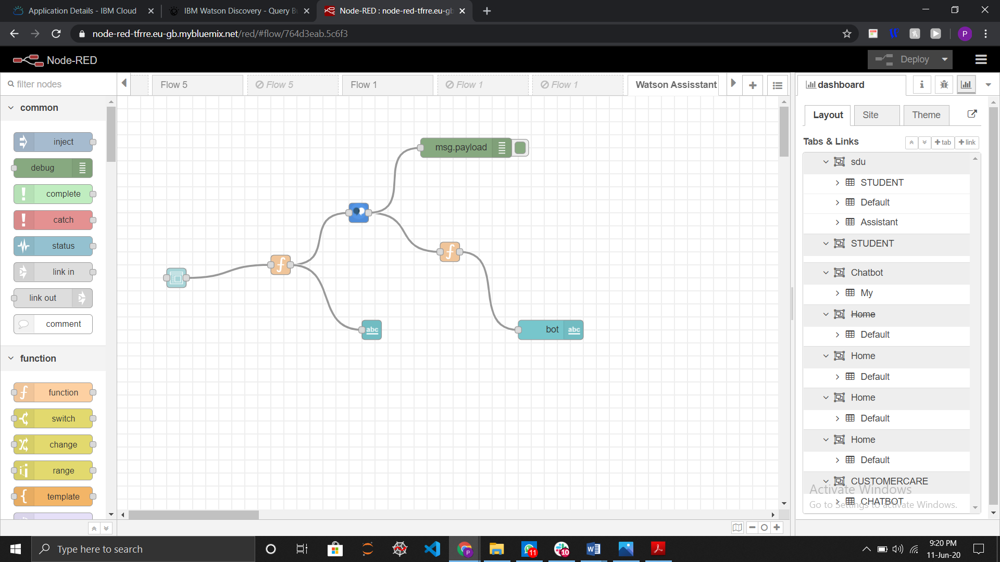 Application Details - IBM Cloud
IBM Watson Discovery - Query B
Node-RED : node-red-tfrre.eu-gb
node-red-tfrre.eu-gb.mybluemix.net/red/#flow/764d3eab.5c6f3
P
Node-RED
Deploy
filter nodes
Flow 5
Flow 5
Flow 1
Flow 1
Flow 1
Watson Assisstant
dashboard
common
inject
debug
complete
catch
status
link in
link out
comment
function
function
switch
change
range
template
msg.payload
abc
bot abc
Layout
Site
Theme
Tabs & Links
+ tab
+ link
sdu
STUDENT
Default
Assistant
STUDENT
Chatbot
My
Home
Default
Home
Default
Home
Default
Home
Default
CUSTOMERCARE
CHATBOT
Activate Windows
Go to Settings to activate Windows.
Type here to search
P
11
10
9:20 PM
11-Jun-20